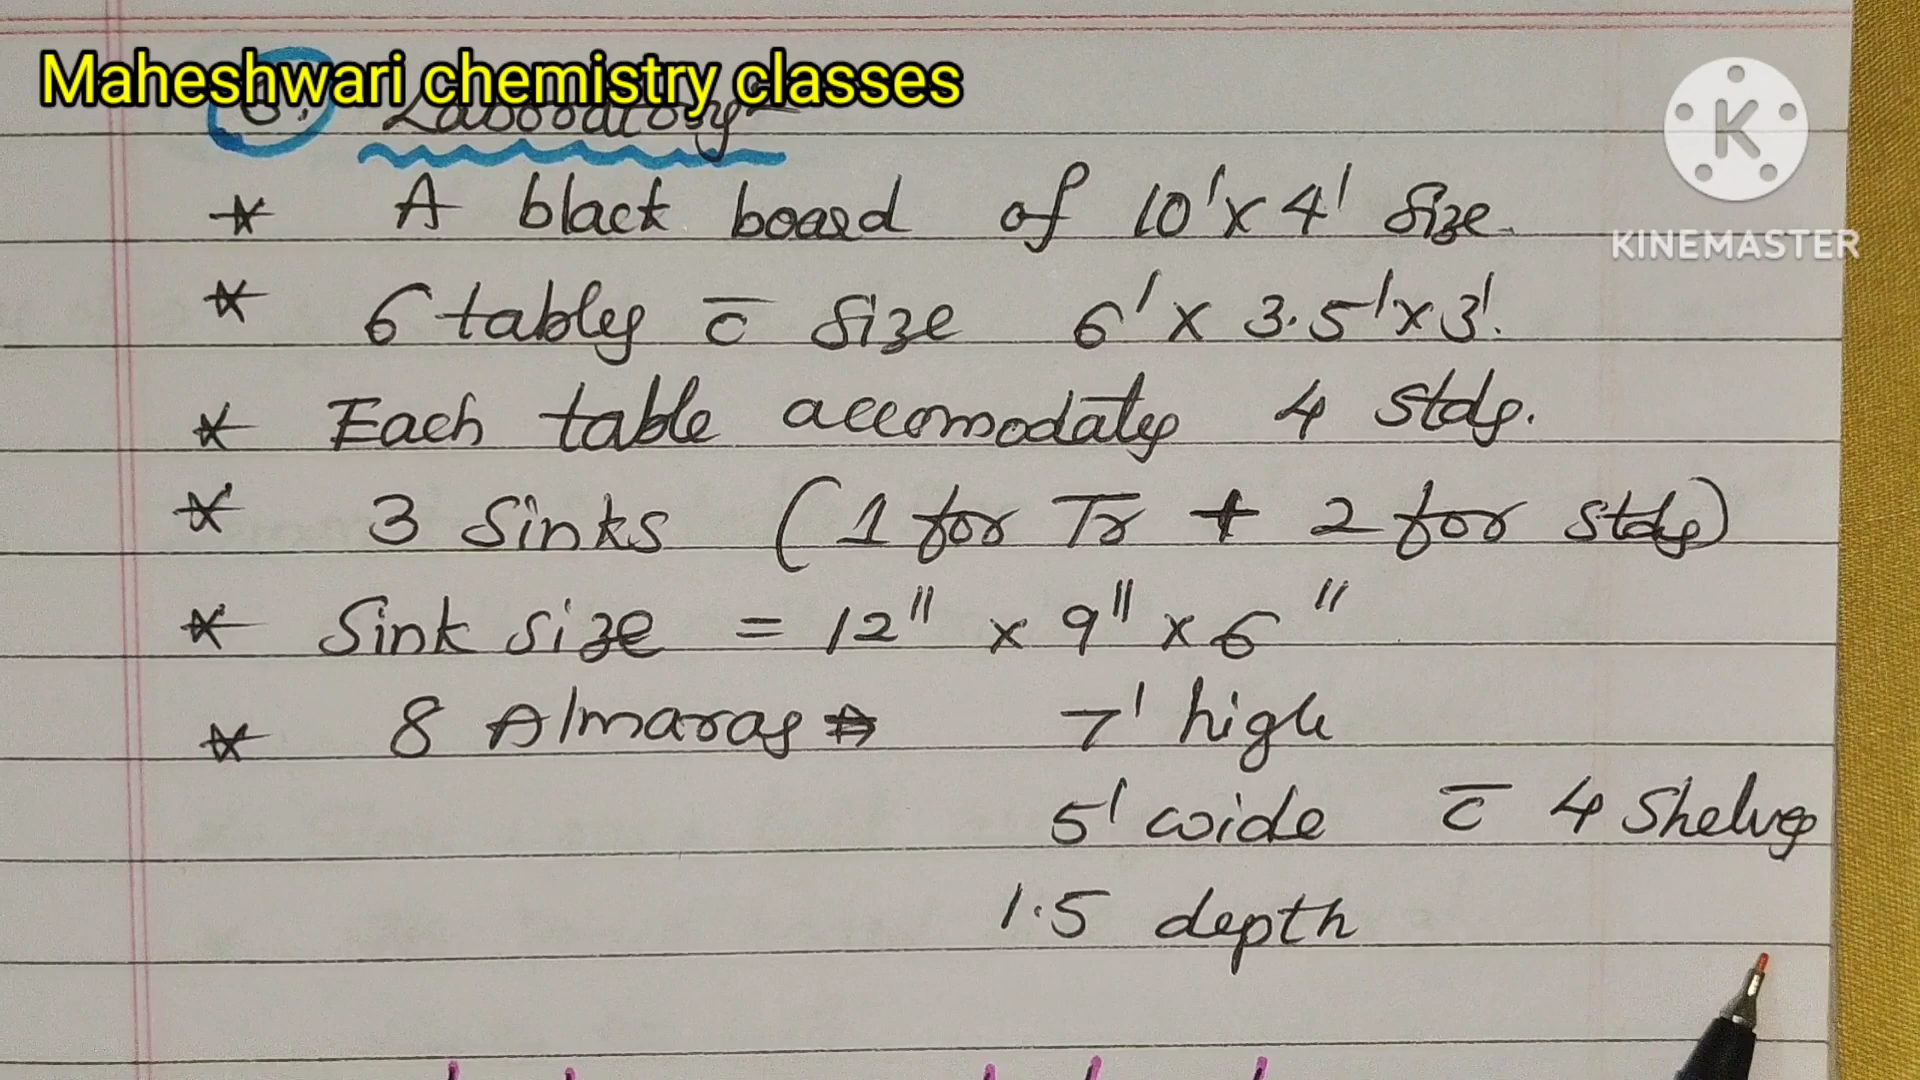 Maheshwari chemistry classes
Laboratory -
K
KINEMASTER
* A black board of 10' x 4' size.
* 6 tables c̅ size 6' x 3.5' x 3'.
* Each table accomodates 4 stds.
* 3 sinks (1 for Tr + 2 for stds)
* Sink size = 12" x 9" x 6"
* 8 Almaras ⇒ 7' high
5' wide c̅ 4 Shelves
1.5 depth